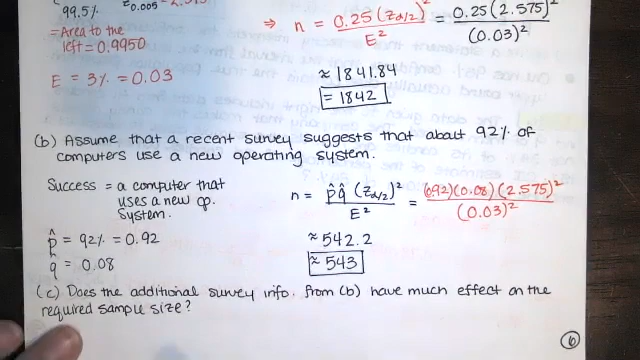 99.5% z0.005
= Area to the
left = 0.9950
⇒ n = 0.25(Zα/2)² / E² = 0.25(2.575)² / (0.03)²
E = 3% = 0.03
≈ 1841.84
= 1842
(b) Assume that a recent survey suggests that about 92% of
computers use a new operating system.
Success = a computer that
uses a new op.
System.
n = p̂q̂ (Zα/2)² / E² = (0.92)(0.08)(2.575)² / (0.03)²
p̂ = 92% = 0.92
q̂ = 0.08
≈ 542.2
≈ 543
(c) Does the additional survey info. from (b) have much effect on the
required sample size?
6